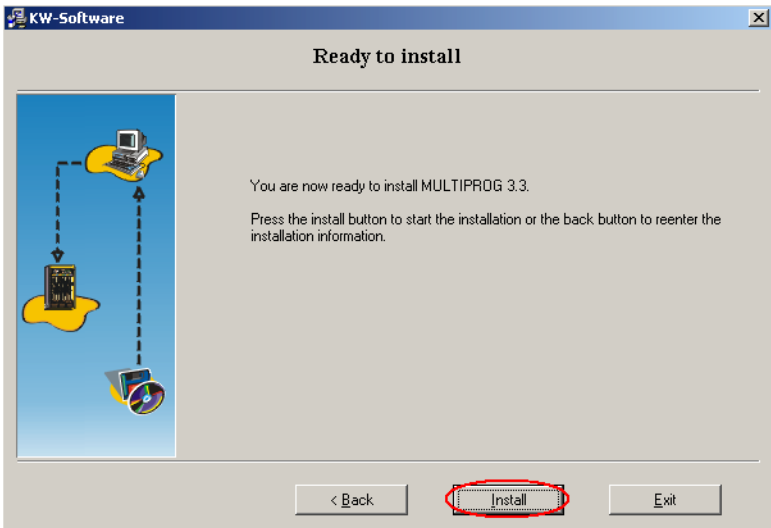 KW-Software
Ready to install
You are now ready to install MULTIPROG 3.3.
Press the install button to start the installation or the back button to reenter the
installation information.
< Back
Install
Exit